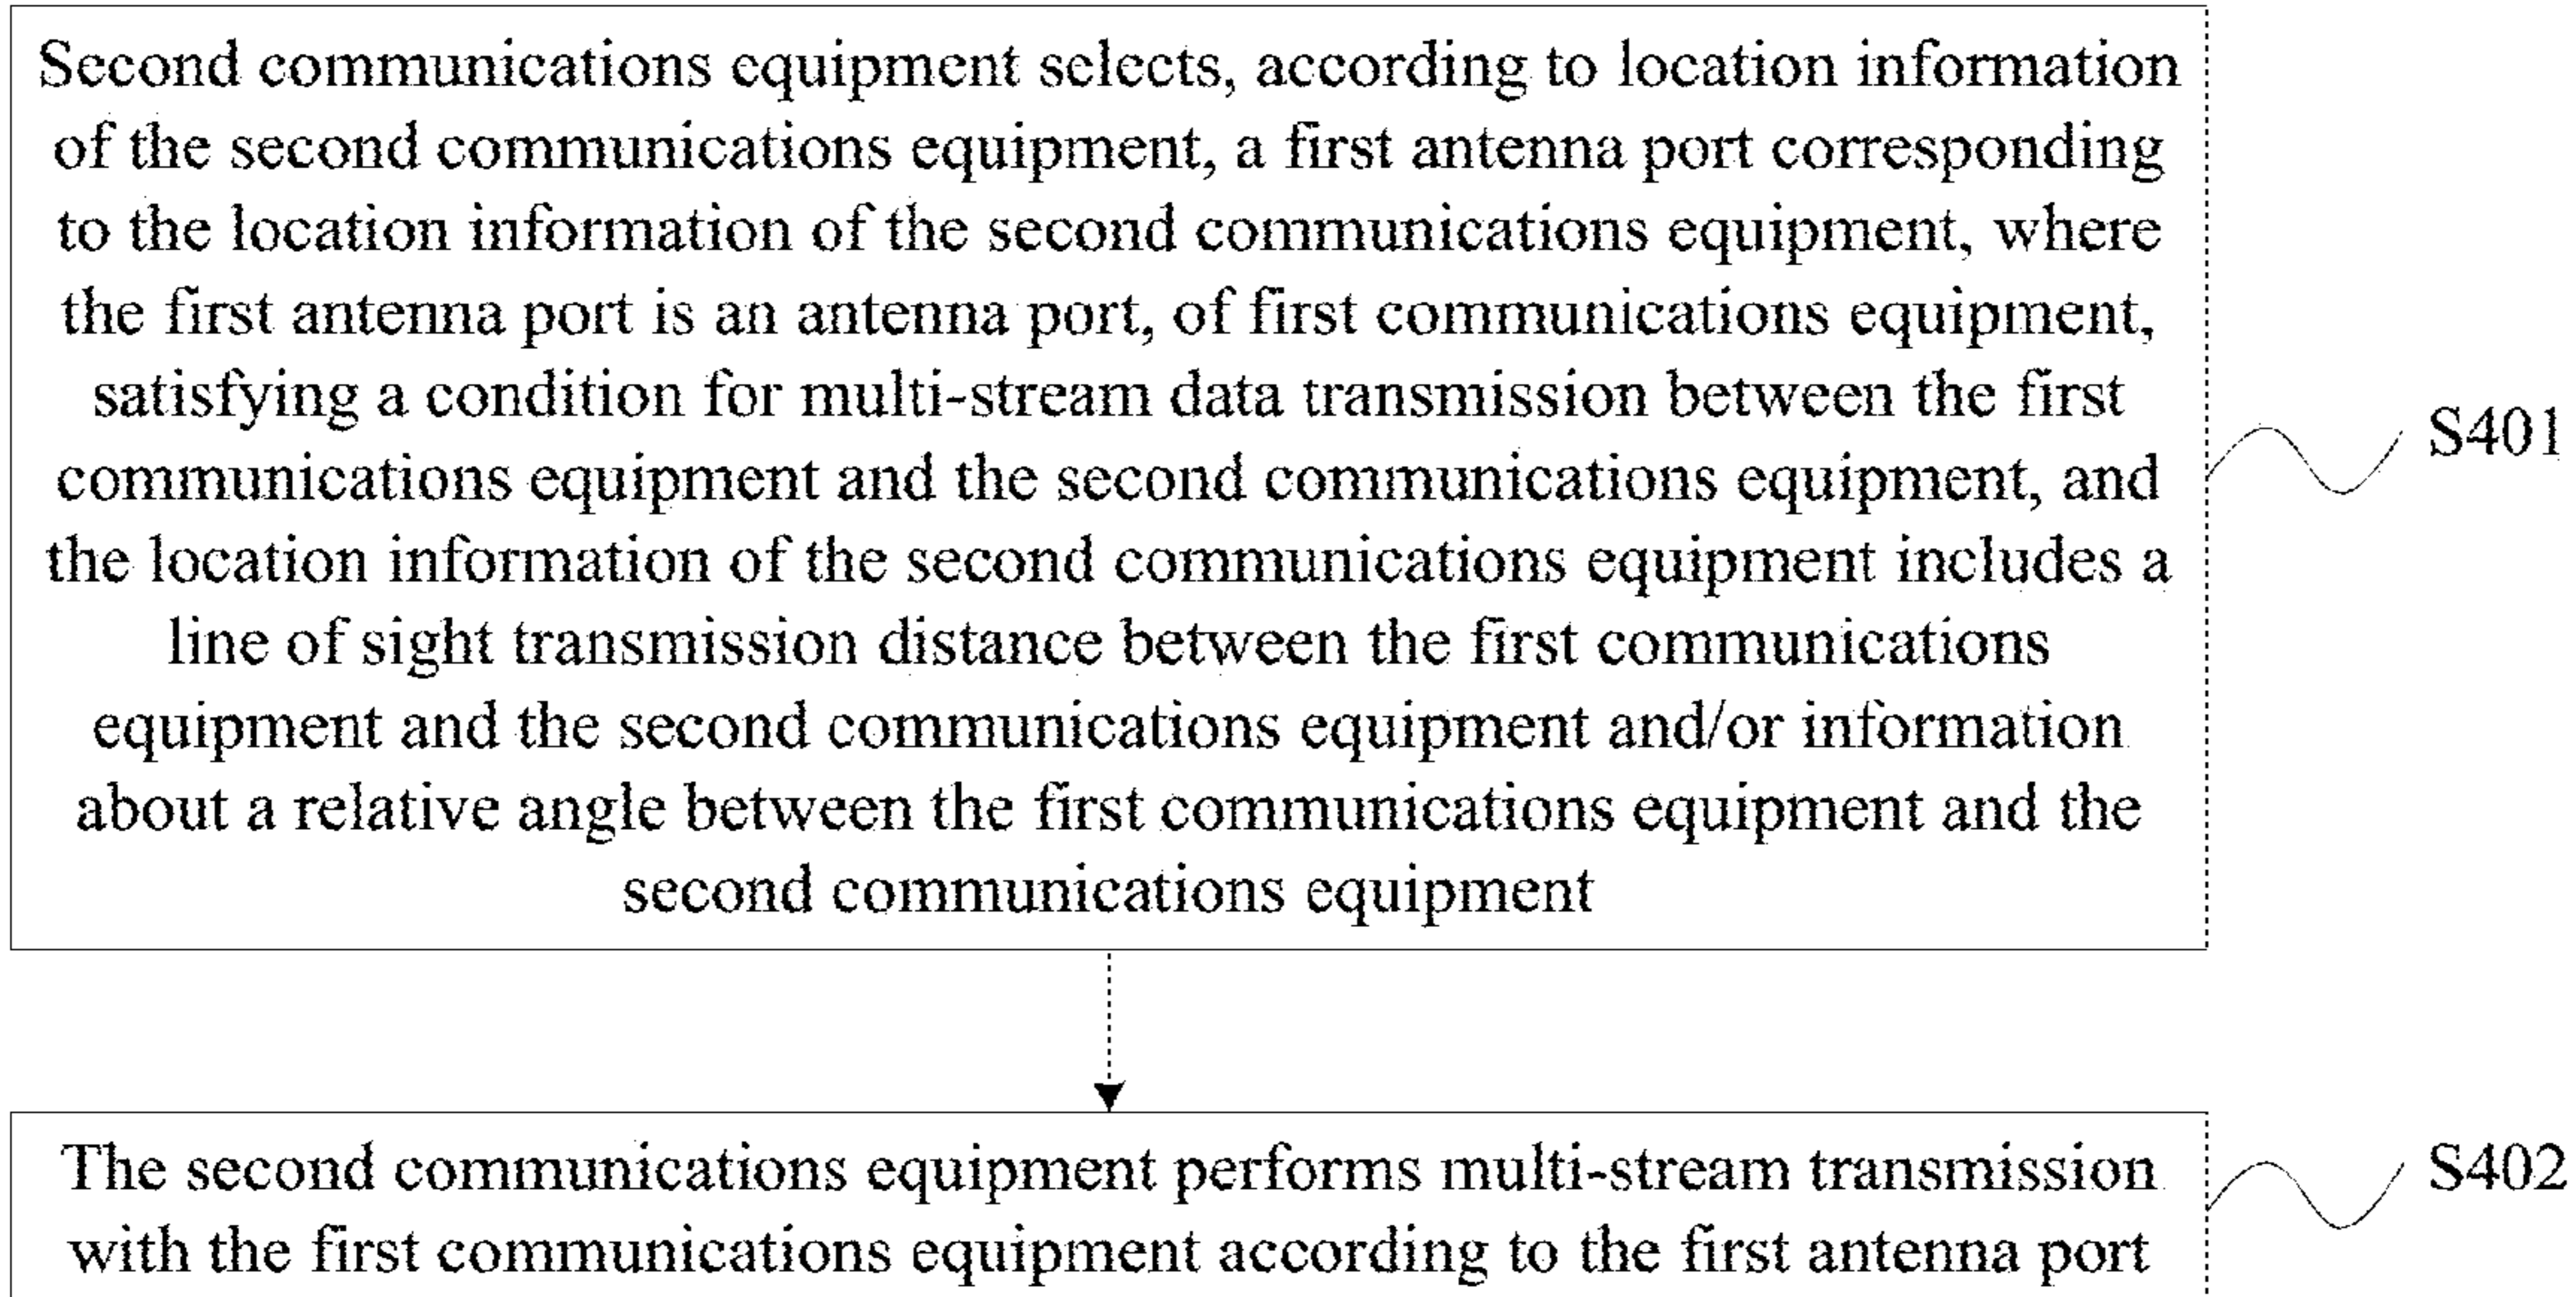 Second communications equipment selects, according to location information
of the second communications equipment, a first antenna port corresponding
to the location information of the second communications equipment, where
the first antenna port is an antenna port, of first communications equipment,
satisfying a condition for multi-stream data transmission between the first
communications equipment and the second communications equipment, and
the location information of the second communications equipment includes a
line of sight transmission distance between the first communications
equipment and the second communications equipment and/or information
about a relative angle between the first communications equipment and the
second communications equipment
S401
The second communications equipment performs multi-stream transmission
with the first communications equipment according to the first antenna port
S402